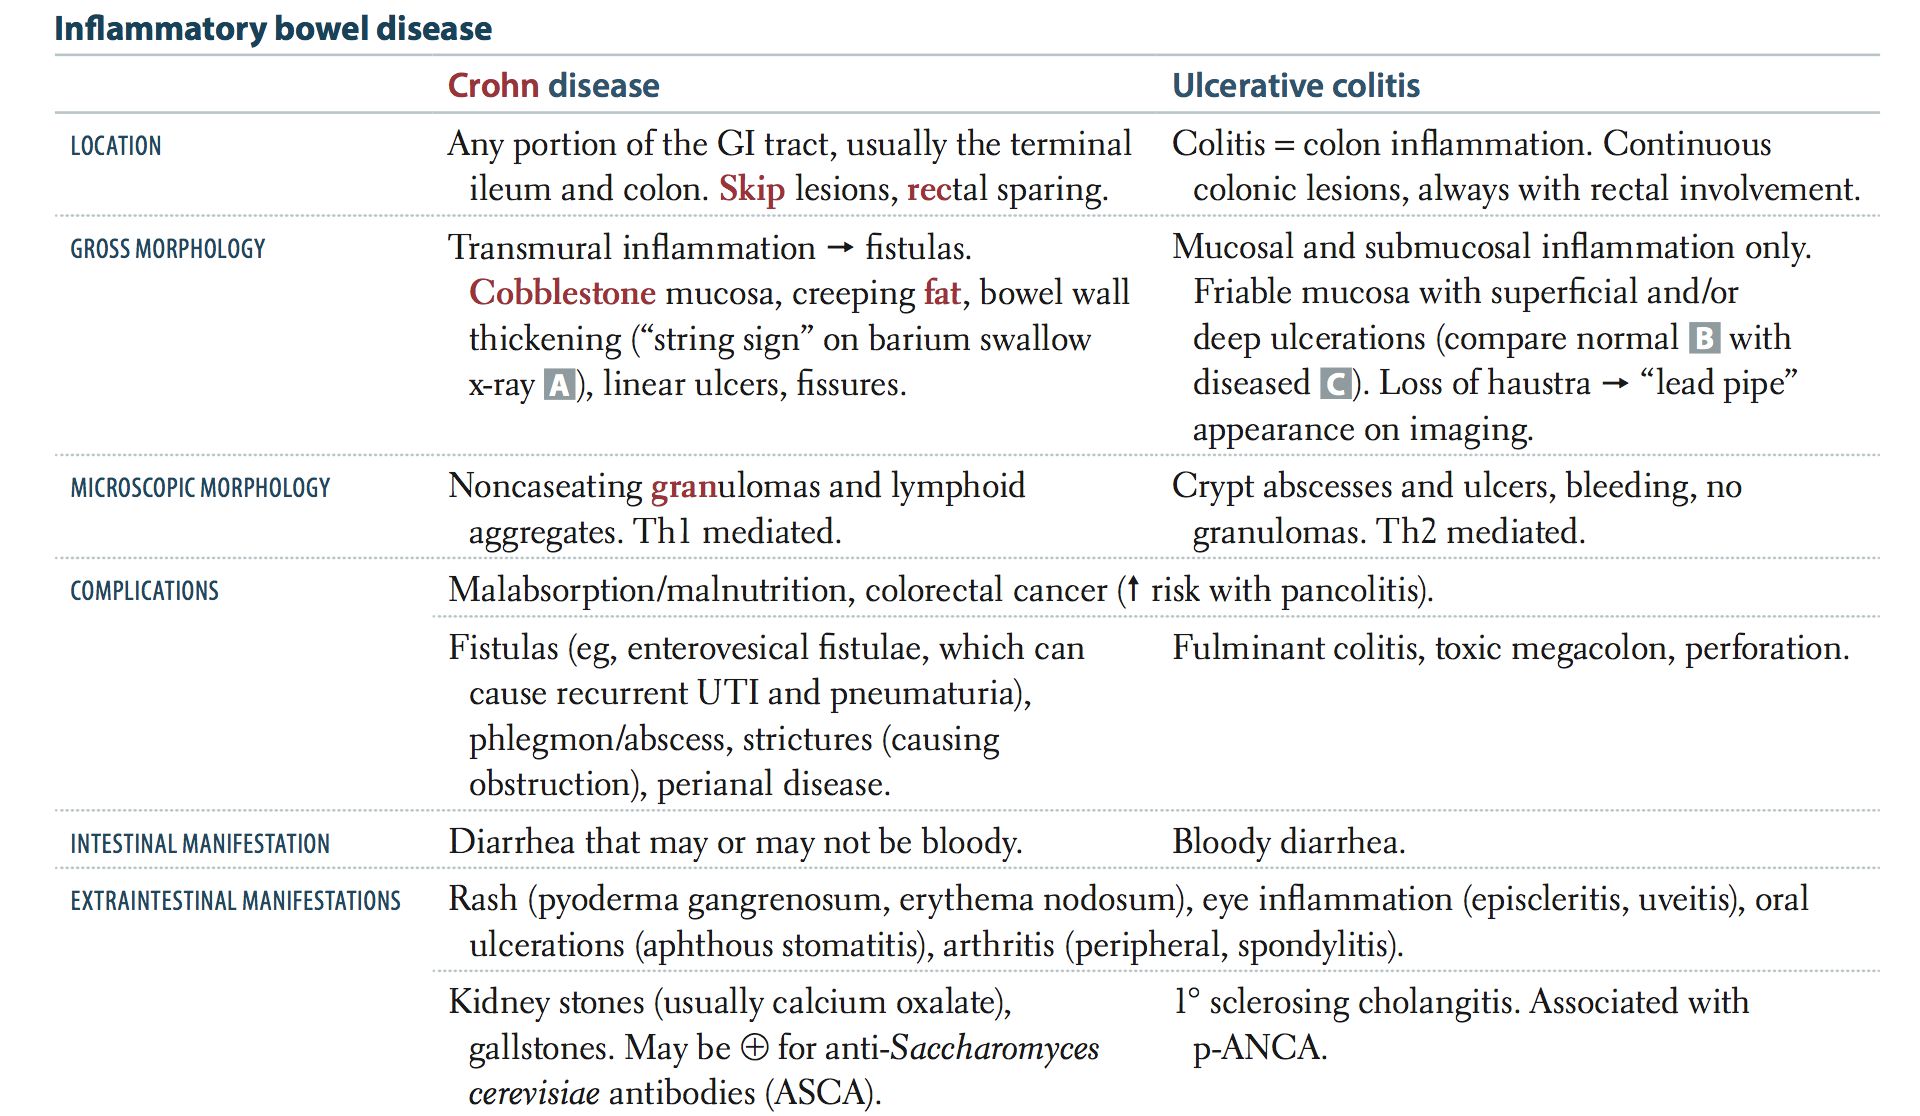 Inflammatory bowel disease
Crohn disease Ulcerative colitis
LOCATION
Any portion of the GI tract, usually the terminal
ileum and colon. Skip lesions, rectal sparing.
Colitis = colon inflammation. Continuous
colonic lesions, always with rectal involvement.
GROSS MORPHOLOGY
Transmural inflammation → fistulas.
Cobblestone mucosa, creeping fat, bowel wall
thickening (“string sign” on barium swallow
x-ray A), linear ulcers, fissures.
Mucosal and submucosal inflammation only.
Friable mucosa with superficial and/or
deep ulcerations (compare normal B with
diseased C). Loss of haustra → “lead pipe”
appearance on imaging.
MICROSCOPIC MORPHOLOGY
Noncaseating granulomas and lymphoid
aggregates. Th1 mediated.
Crypt abscesses and ulcers, bleeding, no
granulomas. Th2 mediated.
COMPLICATIONS
Malabsorption/malnutrition, colorectal cancer (↑ risk with pancolitis).
Fistulas (eg, enterovesical fistulae, which can
cause recurrent UTI and pneumaturia),
phlegmon/abscess, strictures (causing
obstruction), perianal disease.
Fulminant colitis, toxic megacolon, perforation.
INTESTINAL MANIFESTATION
Diarrhea that may or may not be bloody.
Bloody diarrhea.
EXTRAINTESTINAL MANIFESTATIONS
Rash (pyoderma gangrenosum, erythema nodosum), eye inflammation (episcleritis, uveitis), oral
ulcerations (aphthous stomatitis), arthritis (peripheral, spondylitis).
Kidney stones (usually calcium oxalate),
gallstones. May be ⊕ for anti-Saccharomyces
cerevisiae antibodies (ASCA).
1° sclerosing cholangitis. Associated with
p-ANCA.